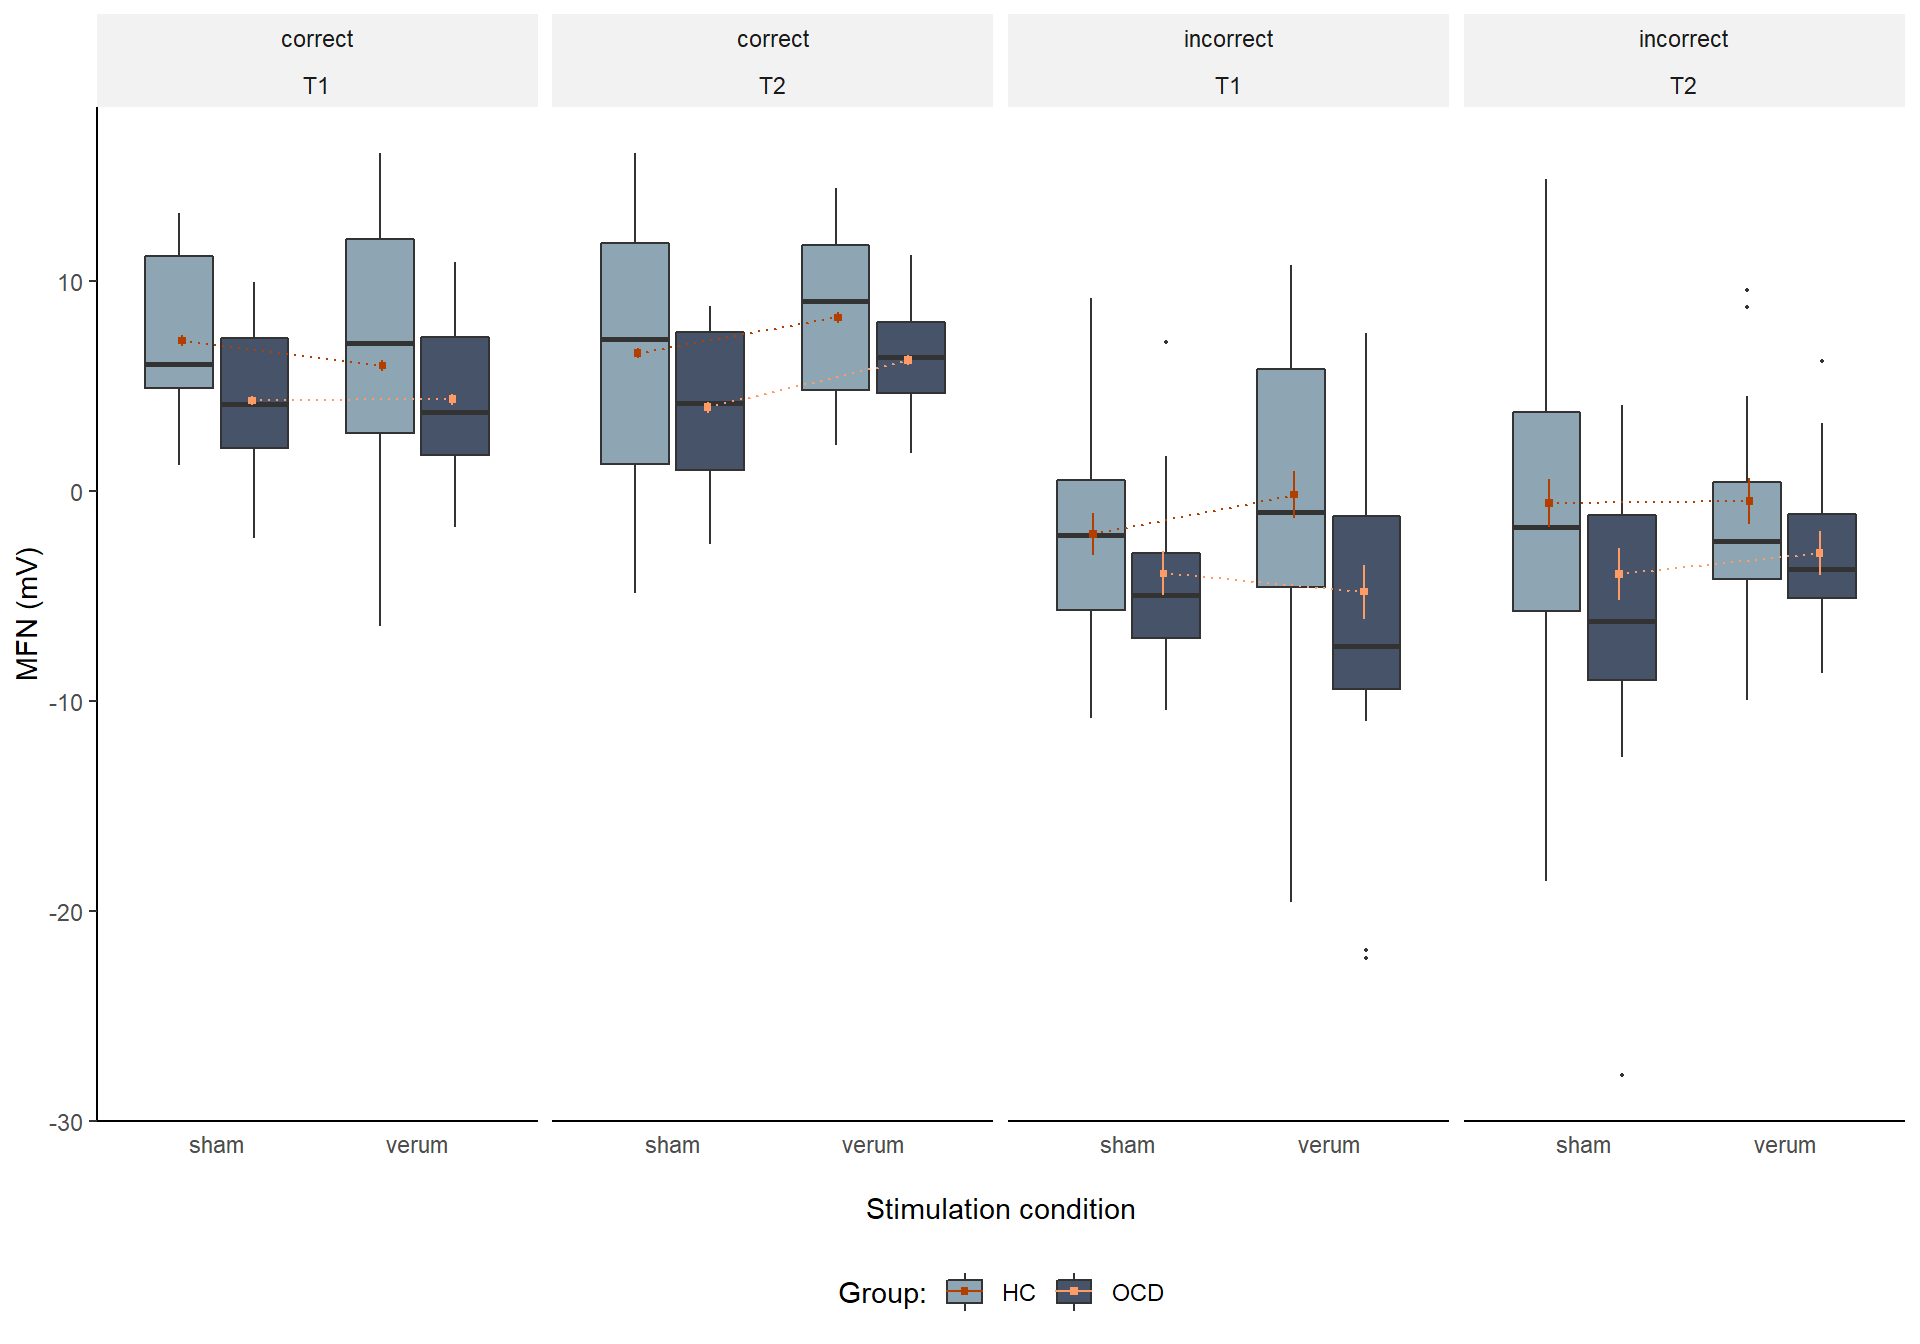 correct
T1
correct
T2
incorrect
T1
incorrect
T2
MFN (mV)
10
0
-10
-20
-30
sham
verum
sham
verum
sham
verum
sham
verum
Stimulation condition
Group: HC OCD